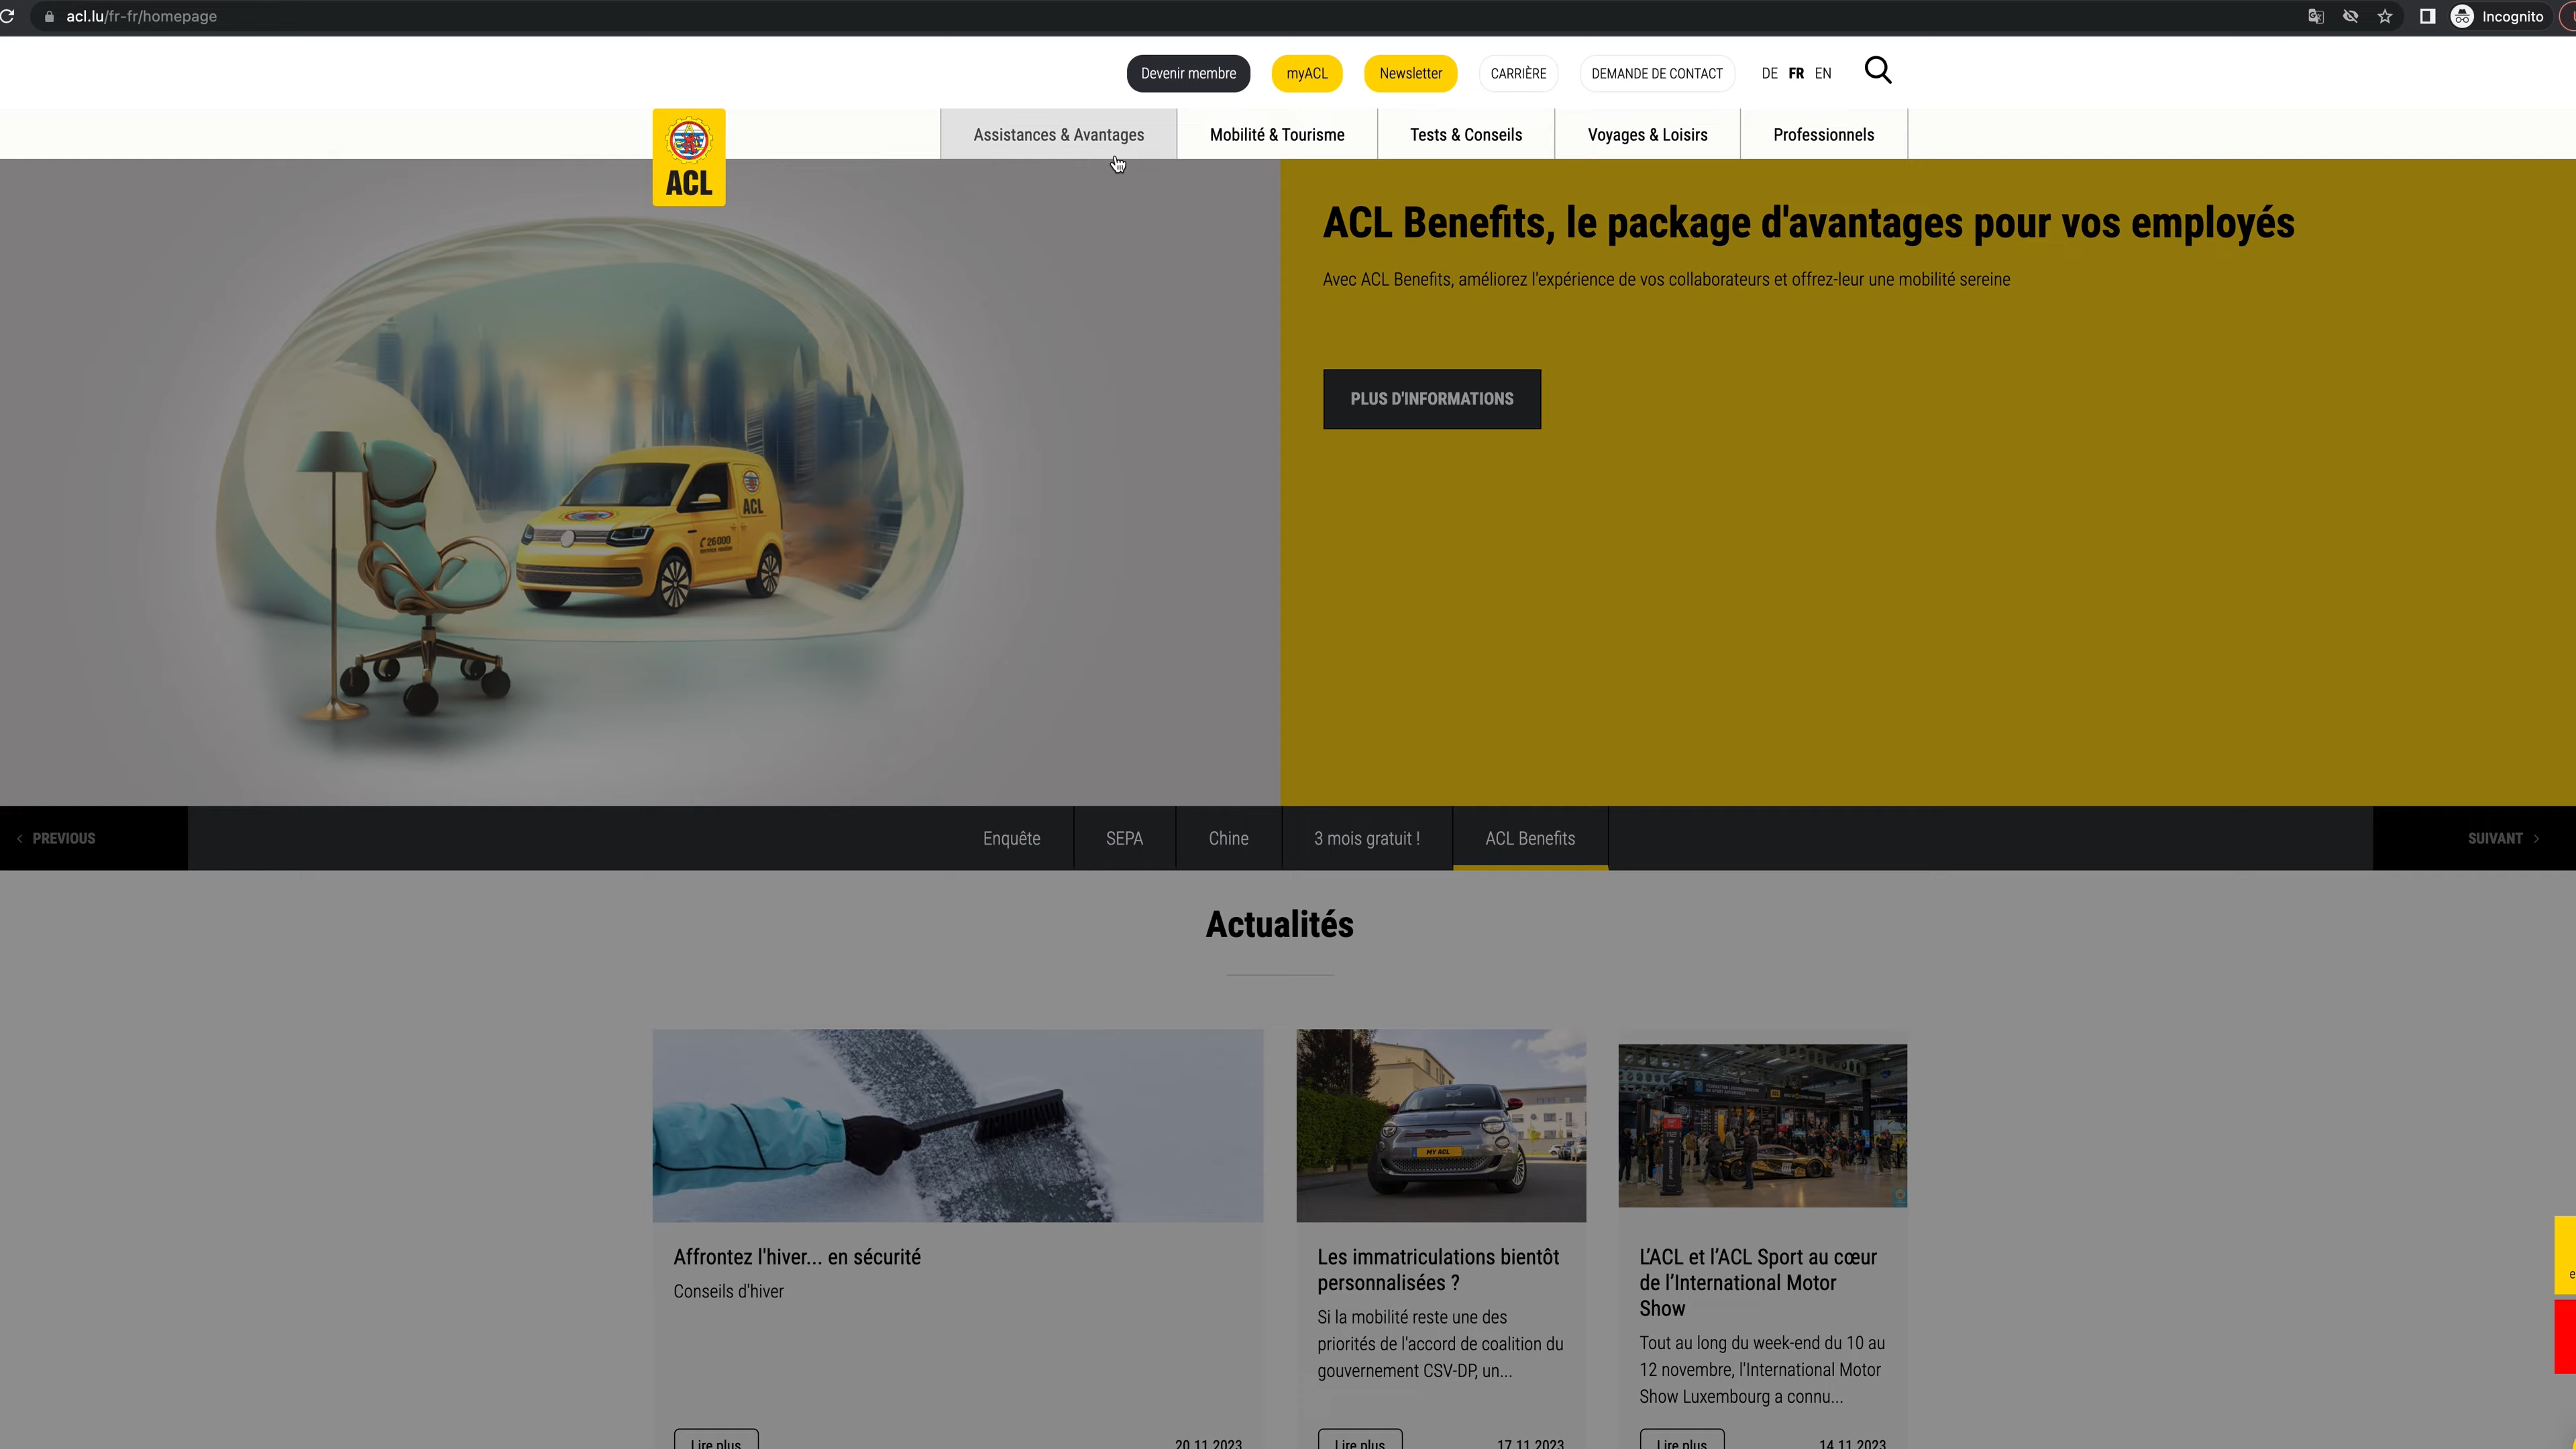 acl.lu/fr-fr/homepage
Incognito
Devenir membre
myACL
Newsletter
CARRIÈRE
DEMANDE DE CONTACT
DE FR EN
ACL
Assistances & Avantages
Mobilité & Tourisme
Tests & Conseils
Voyages & Loisirs
Professionnels
ACL Benefits, le package d'avantages pour vos employés
Avec ACL Benefits, améliorez l'expérience de vos collaborateurs et offrez-leur une mobilité sereine
PLUS D'INFORMATIONS
ACL
26000
PREVIOUS
Enquête
SEPA
Chine
3 mois gratuit !
ACL Benefits
SUIVANT
Actualités
MY ACL
Affrontez l'hiver... en sécurité
Conseils d'hiver
Lire plus
20.11.2023
Les immatriculations bientôt
personnalisées ?
Si la mobilité reste une des
priorités de l'accord de coalition du
gouvernement CSV-DP, un...
Lire plus
17.11.2023
L’ACL et l’ACL Sport au cœur
de l’International Motor
Show
Tout au long du week-end du 10 au
12 novembre, l'International Motor
Show Luxembourg a connu...
Lire plus
14.11.2023